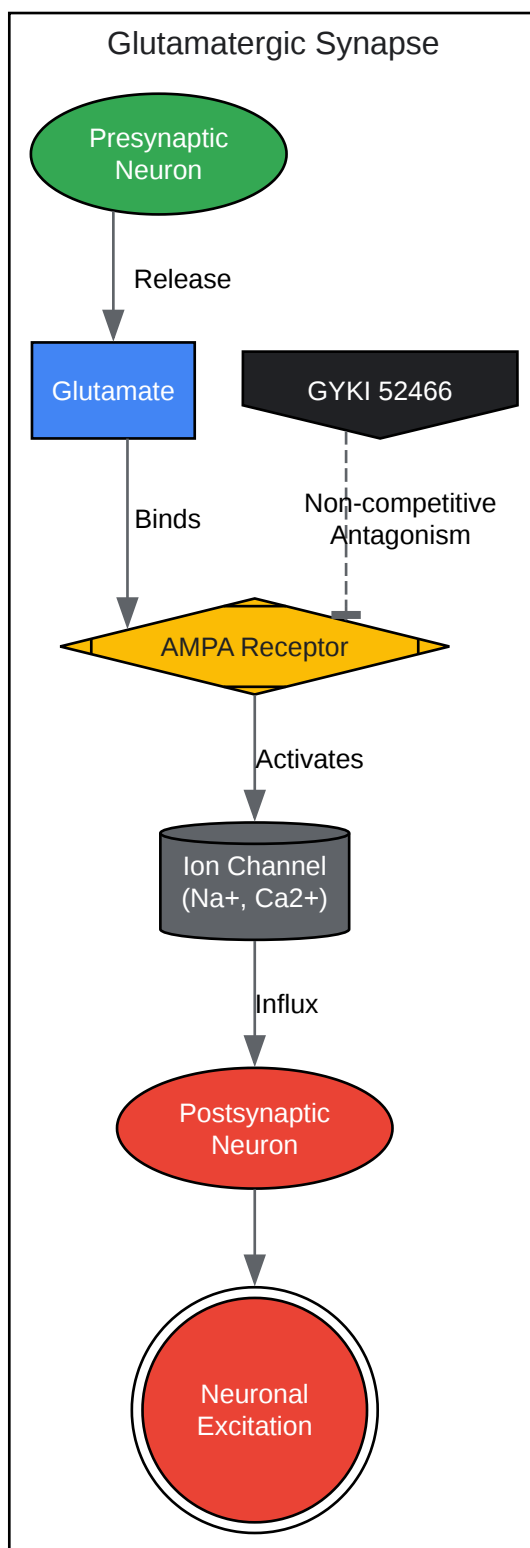 Glutamatergic Synapse
Presynaptic
Neuron
Release
Glutamate
GYKI 52466
Binds
Non-competitive
Antagonism
AMPA Receptor
Activates
Ion Channel
(Na+, Ca2+)
Influx
Postsynaptic
Neuron
Neuronal
Excitation